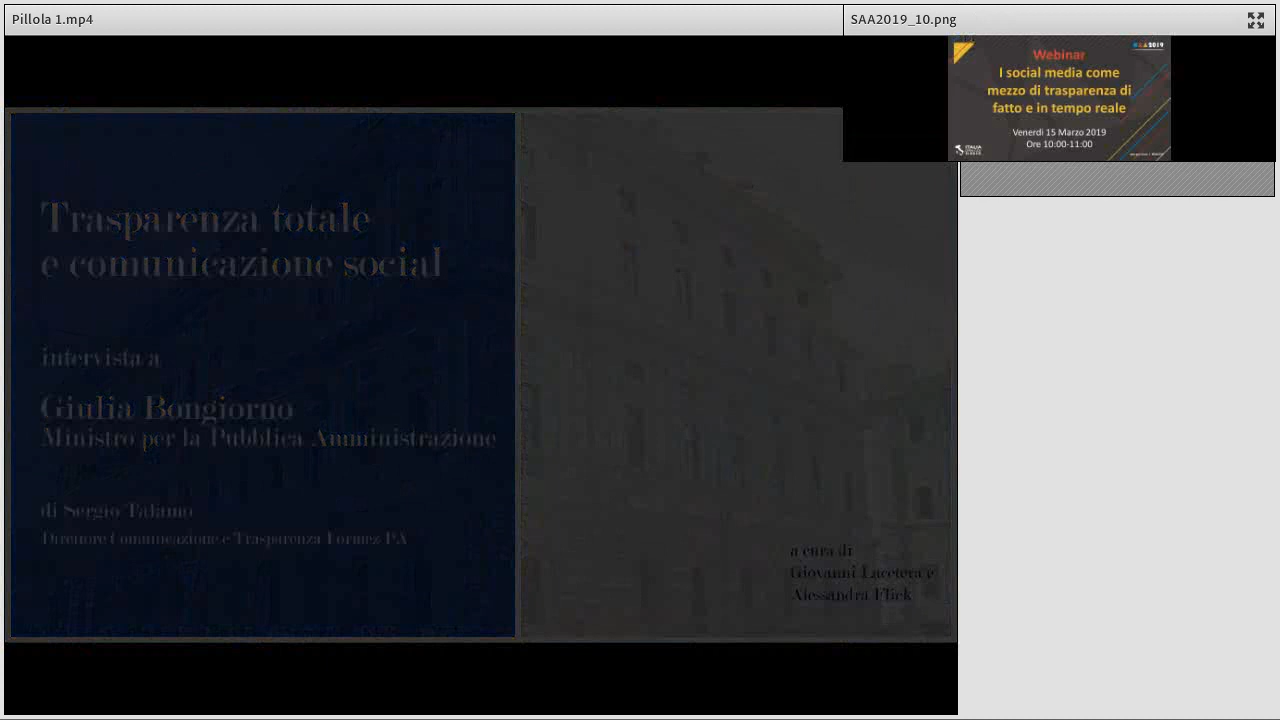 Pillola 1.mp4
SAA2019_10.png
SAA2019
Webinar
I social media come
mezzo di trasparenza di
fatto e in tempo reale
Venerdì 15 Marzo 2019
Ore 10:00-11:00
ITALIA
Trasparenza totale
e comunicazione social
intervista a
Giulia Bongiorno
Ministro per la Pubblica Amministrazione
di Sergio Talamo
Direttore Comunicazione e Trasparenza Formez PA
a cura di
Giovanni Lacetera e
Alessandra Flick